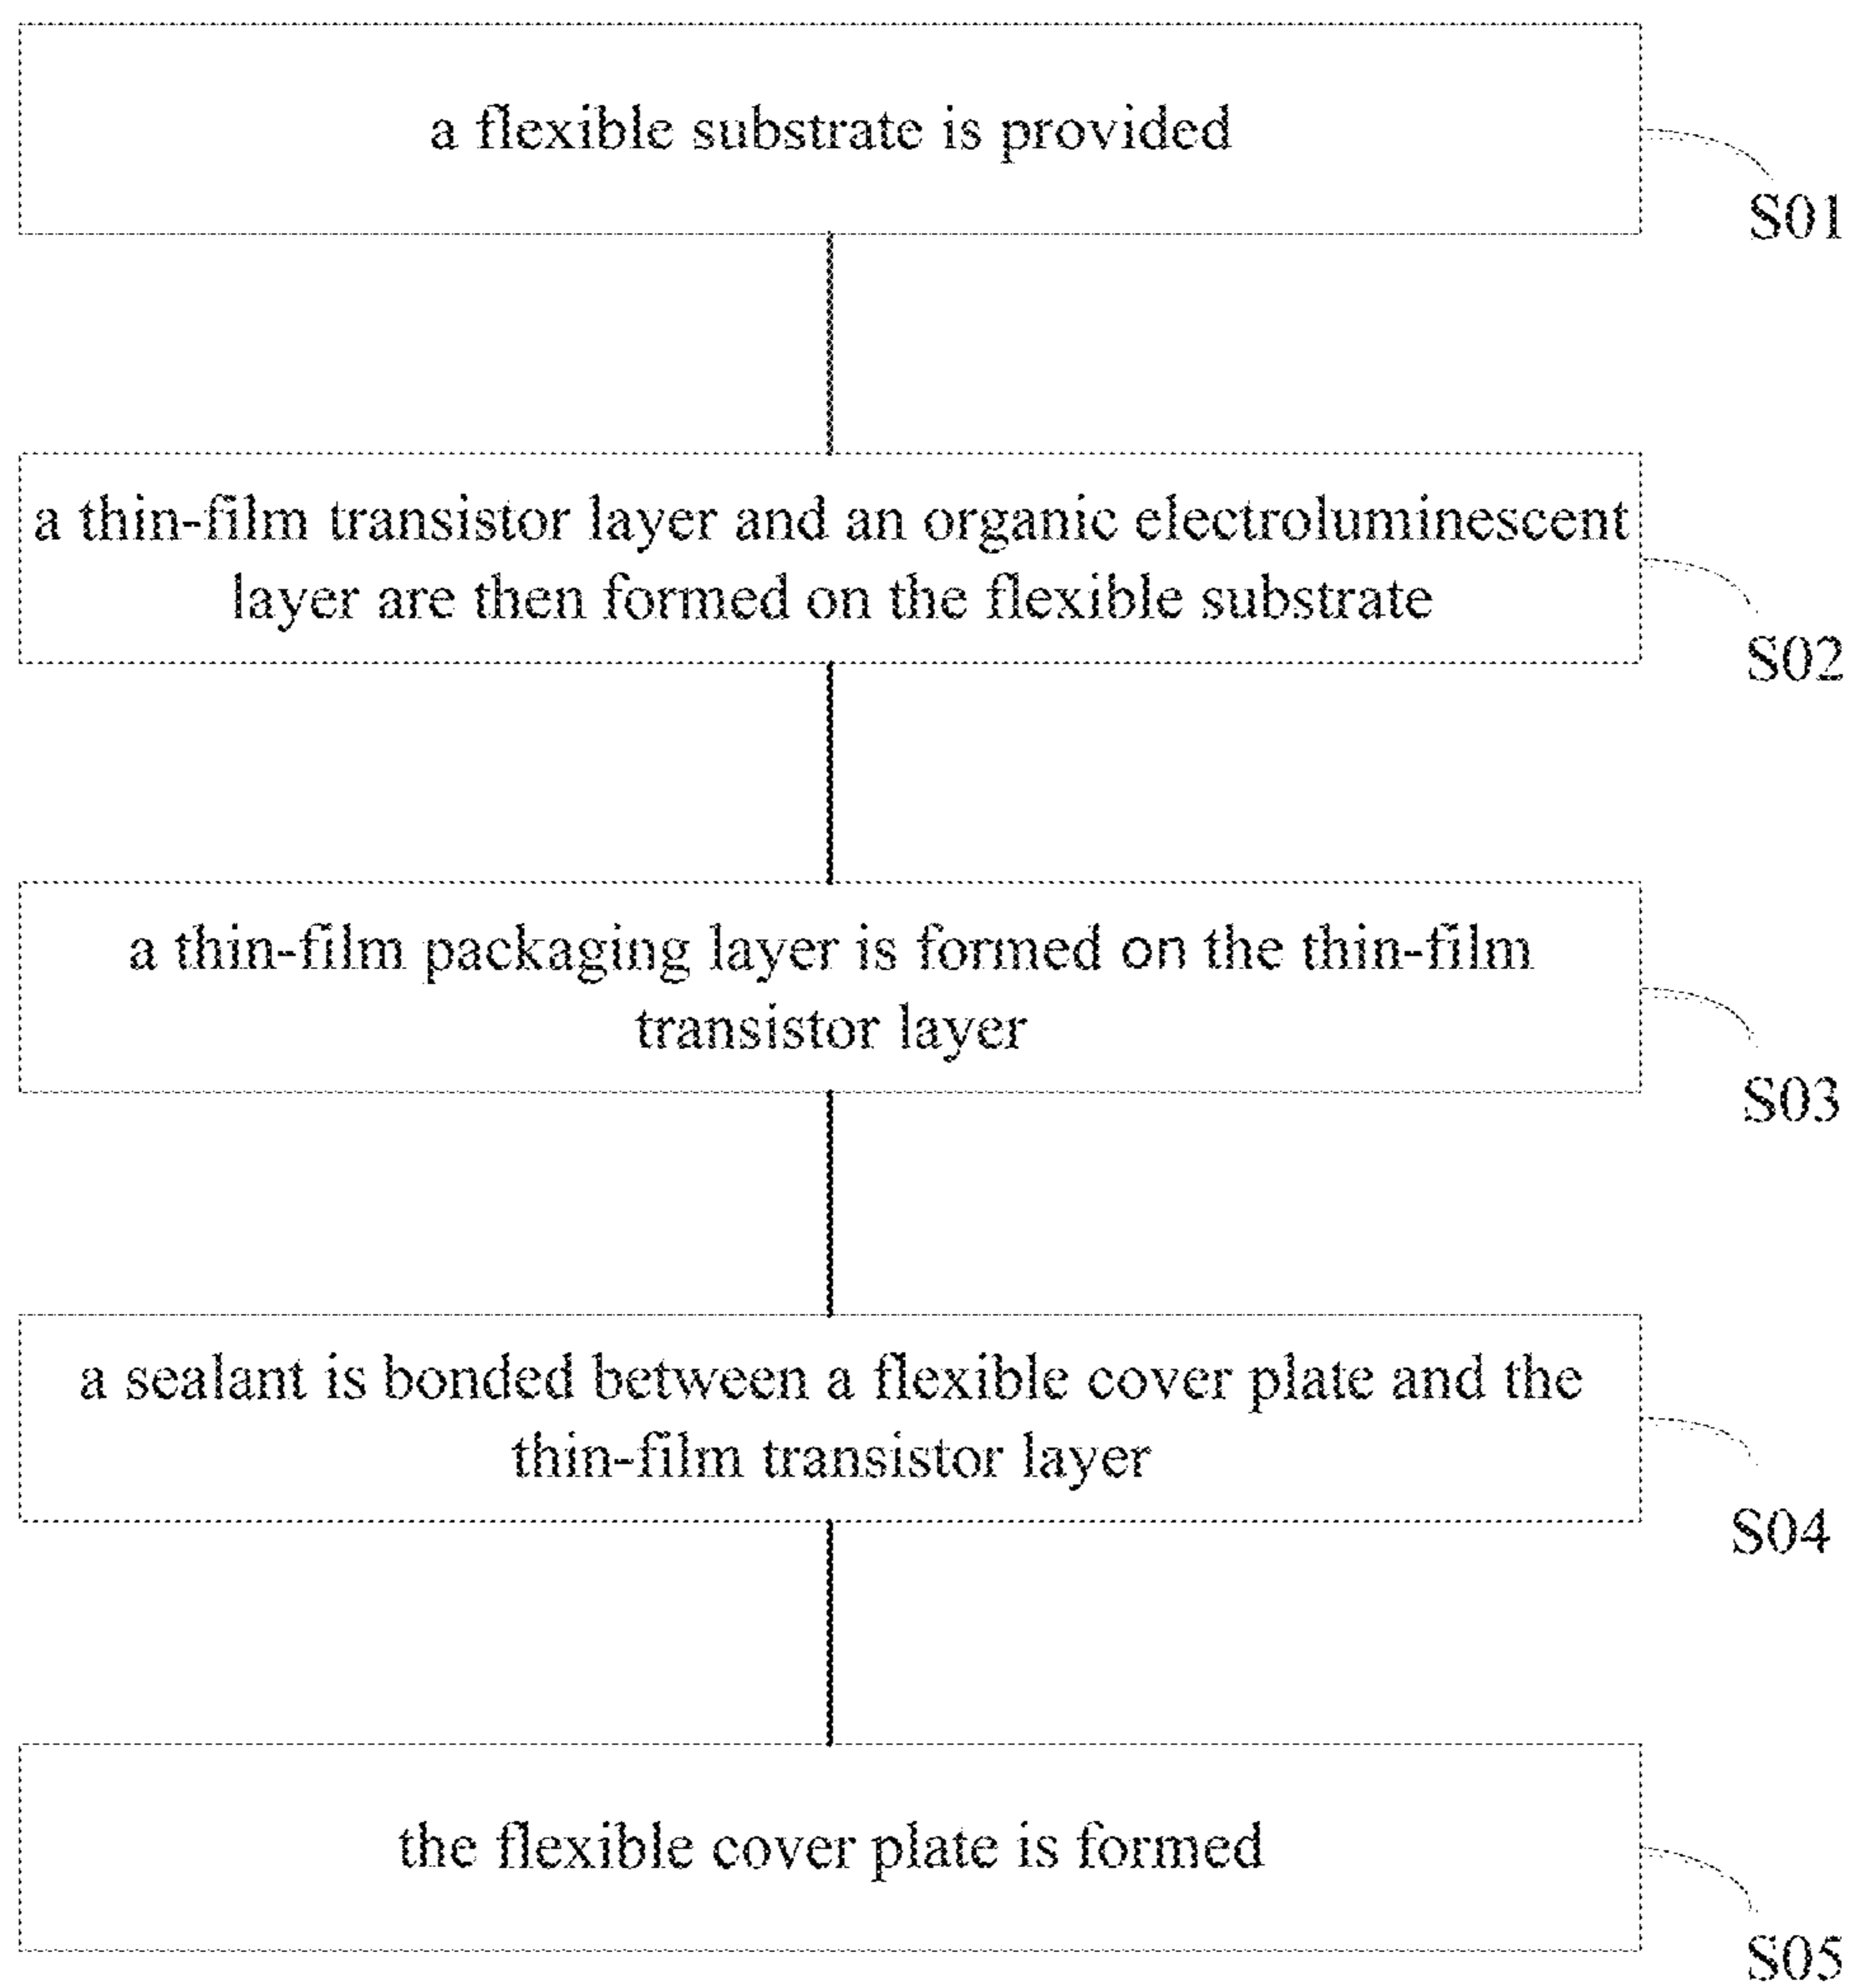 a flexible substrate is provided
S01
a thin-film transistor layer and an organic electroluminescent
layer are then formed on the flexible substrate
S02
a thin-film packaging layer is formed on the thin-film
transistor layer
S03
a sealant is bonded between a flexible cover plate and the
thin-film transistor layer
S04
the flexible cover plate is formed
S05